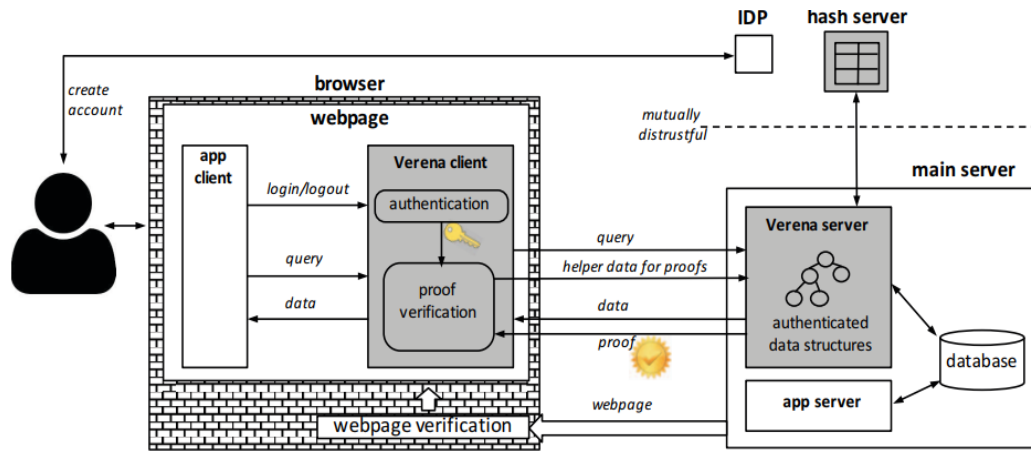 IDP
hash server
create
account
browser
mutually
distrustful
webpage
main server
app
client
Verena client
login/logout
authentication
Verena server
query
query
helper data for proofs
proof
verification
data
data
proof
authenticated
data structures
database
app server
webpage
webpage verification